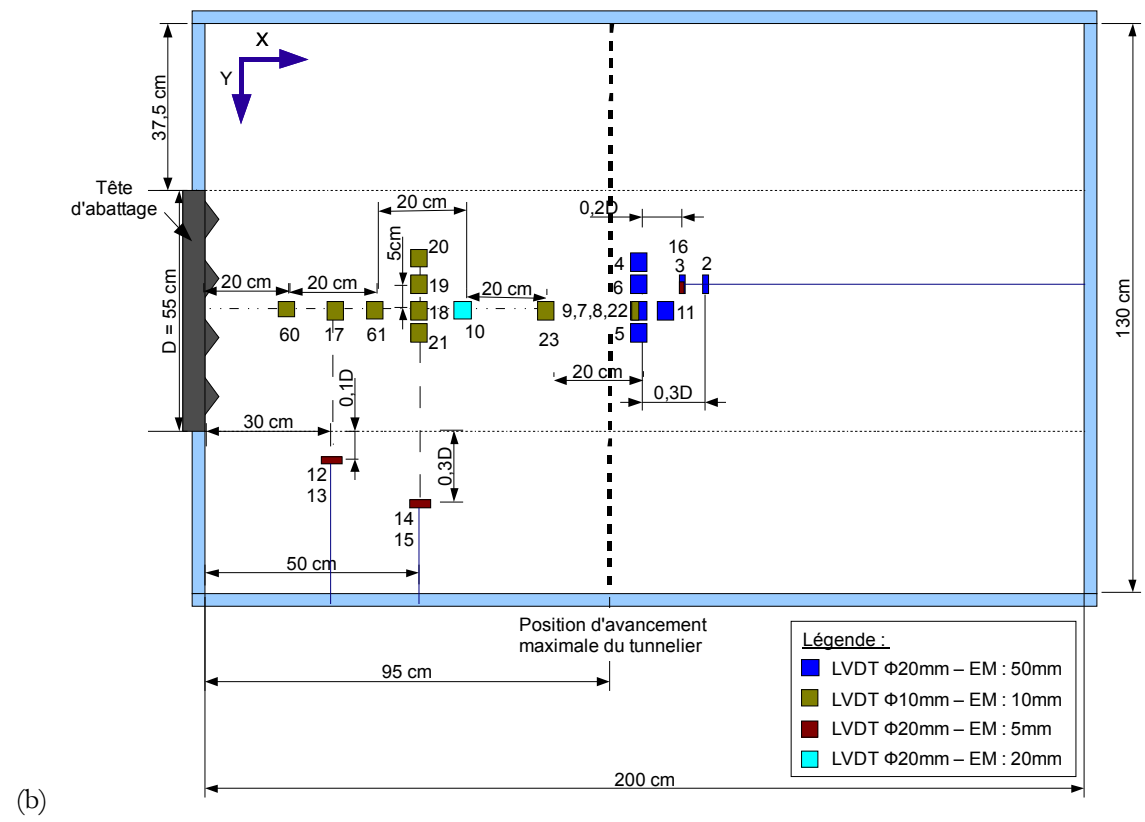 X
Y
37,5 cm
Tête
d'abattage
D = 55 cm
20 cm
20 cm
20 cm
5cm
20
19
18
21
60
17
61
10
20 cm
23
0,2D
16
3
2
4
6
9,7,8,22
5
11
20 cm
0,3D
130 cm
0,1D
30 cm
12
13
0,3D
14
15
50 cm
Position d'avancement
maximale du tunnelier
95 cm
200 cm
Légende :
LVDT Φ20mm – EM : 50mm
LVDT Φ10mm – EM : 10mm
LVDT Φ20mm – EM : 5mm
LVDT Φ20mm – EM : 20mm
(b)